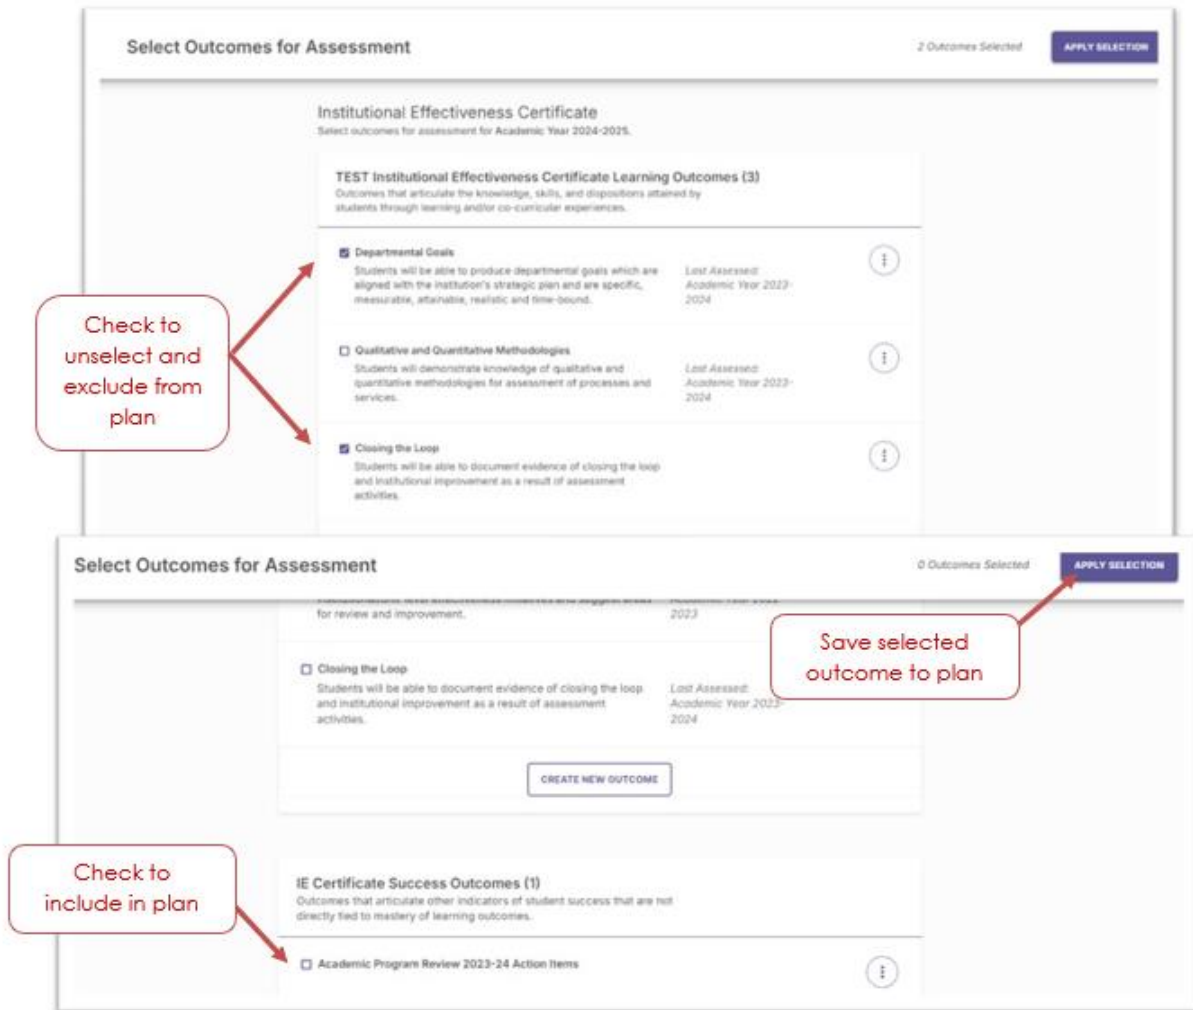 Select Outcomes for Assessment
2 Outcomes Selected
APPLY SELECTION
Institutional Effectiveness Certificate
Select outcomes for assessment for Academic Year 2024-2025.
TEST Institutional Effectiveness Certificate Learning Outcomes (3)
Outcomes that articulate the knowledge, skills, and dispositions attained by
students through learning and/or co-curricular experiences.
Departmental Goals
Students will be able to produce departmental goals which are
aligned with the institution's strategic plan and are specific,
measurable, attainable, realistic and time-bound.
Last Assessed:
Academic Year 2023-
2024
Check to
unselect and
exclude from
plan
Qualitative and Quantitative Methodologies
Students will demonstrate knowledge of qualitative and
quantitative methodologies for assessment of processes and
services.
Last Assessed:
Academic Year 2023-
2024
Closing the Loop
Students will be able to document evidence of closing the loop
and institutional improvement as a result of assessment
activities.
Select Outcomes for Assessment
0 Outcomes Selected
APPLY SELECTION
level effectiveness initiatives and suggest areas
for review and improvement.
Academic Year 2022-
2023
Save selected
outcome to plan
Closing the Loop
Students will be able to document evidence of closing the loop
and institutional improvement as a result of assessment
activities.
Last Assessed:
Academic Year 2023-
2024
CREATE NEW OUTCOME
Check to
include in plan
IE Certificate Success Outcomes (1)
Outcomes that articulate other indicators of student success that are not
directly tied to mastery of learning outcomes.
Academic Program Review 2023-24 Action Items